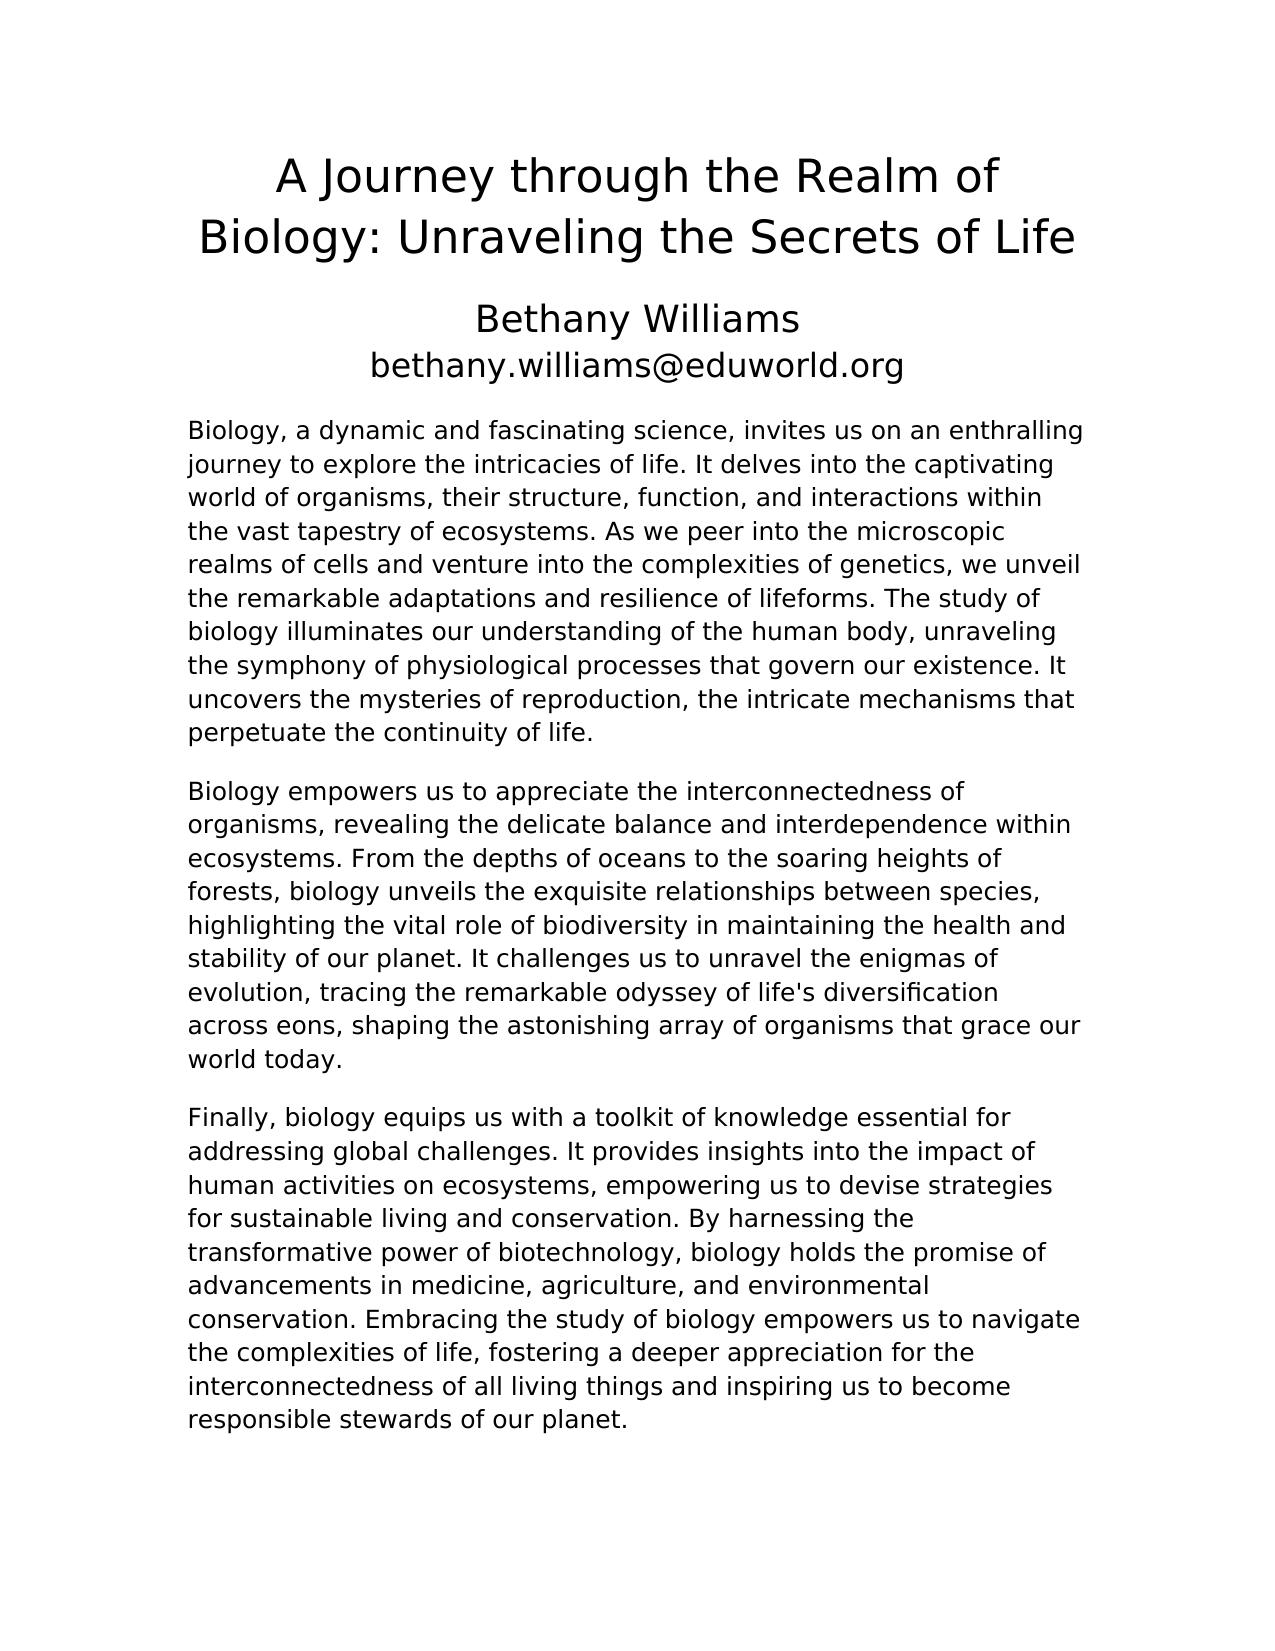 A Journey through the Realm of
Biology: Unraveling the Secrets of Life
Bethany Williams
bethany.williams@eduworld.org
Biology, a dynamic and fascinating science, invites us on an enthralling
journey to explore the intricacies of life. It delves into the captivating
world of organisms, their structure, function, and interactions within
the vast tapestry of ecosystems. As we peer into the microscopic
realms of cells and venture into the complexities of genetics, we unveil
the remarkable adaptations and resilience of lifeforms. The study of
biology illuminates our understanding of the human body, unraveling
the symphony of physiological processes that govern our existence. It
uncovers the mysteries of reproduction, the intricate mechanisms that
perpetuate the continuity of life.
Biology empowers us to appreciate the interconnectedness of
organisms, revealing the delicate balance and interdependence within
ecosystems. From the depths of oceans to the soaring heights of
forests, biology unveils the exquisite relationships between species,
highlighting the vital role of biodiversity in maintaining the health and
stability of our planet. It challenges us to unravel the enigmas of
evolution, tracing the remarkable odyssey of life's diversification
across eons, shaping the astonishing array of organisms that grace our
world today.
Finally, biology equips us with a toolkit of knowledge essential for
addressing global challenges. It provides insights into the impact of
human activities on ecosystems, empowering us to devise strategies
for sustainable living and conservation. By harnessing the
transformative power of biotechnology, biology holds the promise of
advancements in medicine, agriculture, and environmental
conservation. Embracing the study of biology empowers us to navigate
the complexities of life, fostering a deeper appreciation for the
interconnectedness of all living things and inspiring us to become
responsible stewards of our planet.